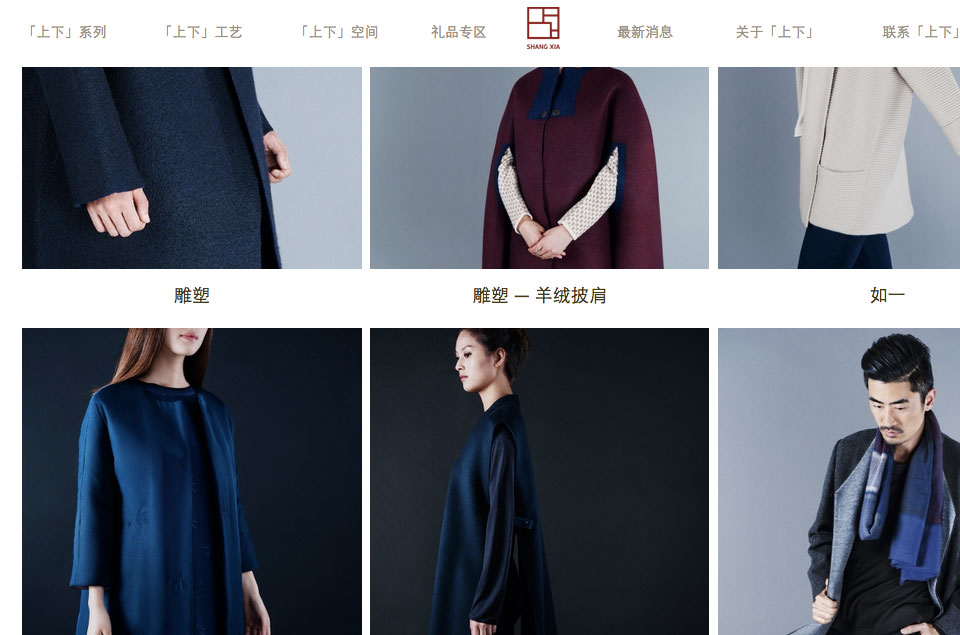 「上下」系列
「上下」工艺
「上下」空间
礼品专区
SHANG XIA
最新消息
关于「上下」
联系「上下」
雕塑
雕塑 — 羊绒披肩
如一